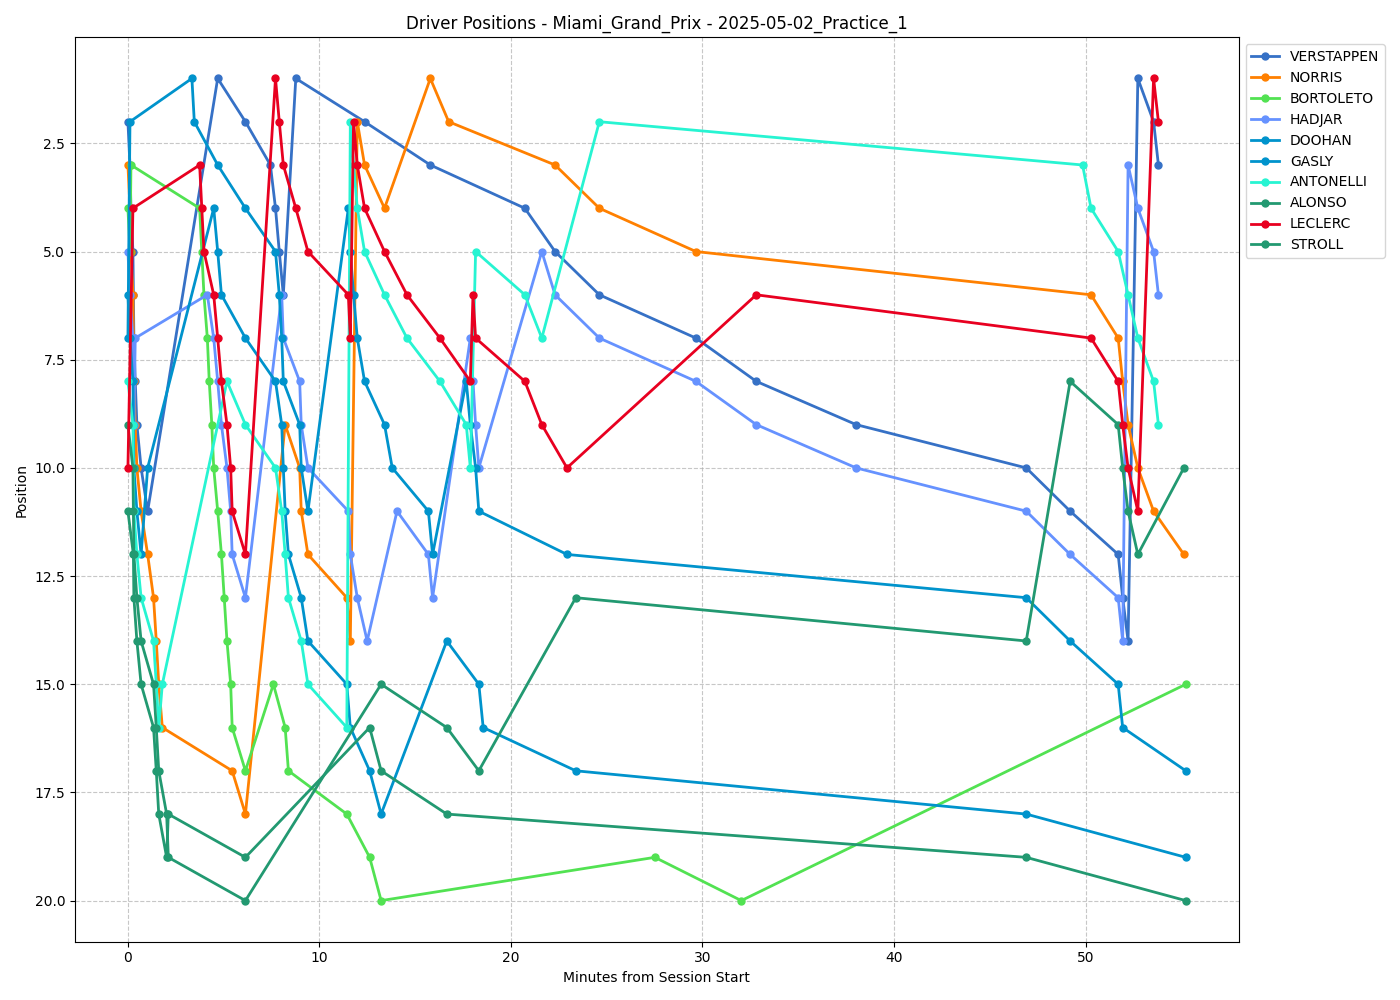 Driver Positions - Miami_Grand_Prix - 2025-05-02_Practice_1
VERSTAPPEN
NORRIS
BORTOLETO
HADJAR
DOOHAN
GASLY
ANTONELLI
ALONSO
LECLERC
STROLL
Position
2.5
5.0
7.5
10.0
12.5
15.0
17.5
20.0
0 10 20 30 40 50
Minutes from Session Start